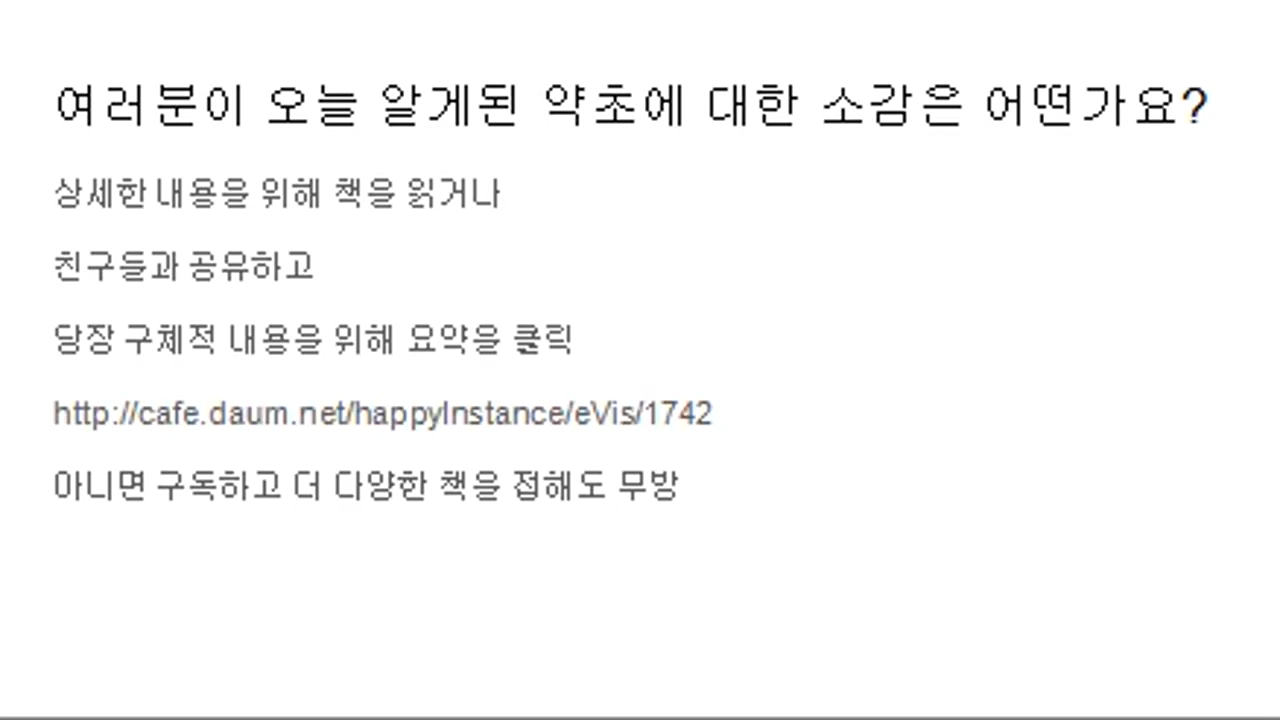 여러분이 오늘 알게된 약초에 대한 소감은 어떤가요?
상세한 내용을 위해 책을 읽거나
친구들과 공유하고
당장 구체적 내용을 위해 요약을 클릭
http://cafe.daum.net/happyInstance/eVis/1742
아니면 구독하고 더 다양한 책을 접해도 무방